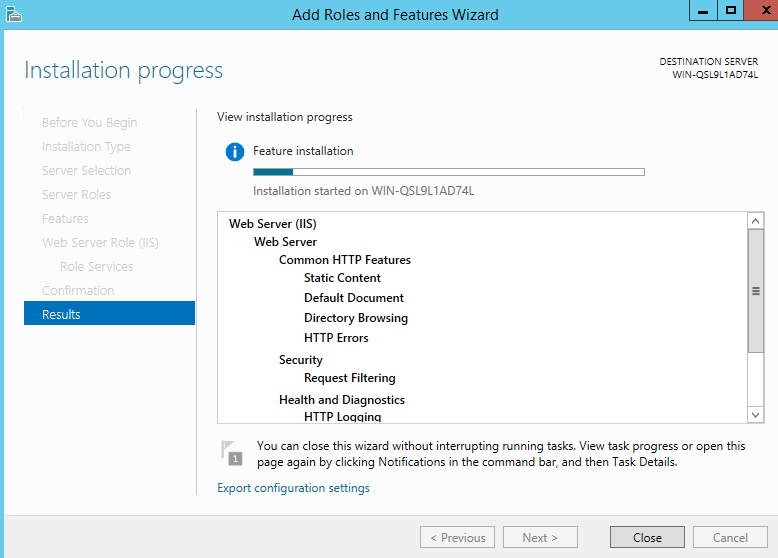 Add Roles and Features Wizard
Installation progress
DESTINATION SERVER
WIN-QSL9L1AD74L
Before You Begin
Installation Type
Server Selection
Server Roles
Features
Web Server Role (IIS)
Role Services
Confirmation
Results
View installation progress
Feature installation
Installation started on WIN-QSL9L1AD74L
Web Server (IIS)
Web Server
Common HTTP Features
Static Content
Default Document
Directory Browsing
HTTP Errors
Security
Request Filtering
Health and Diagnostics
HTTP Logging
1
You can close this wizard without interrupting running tasks. View task progress or open this
page again by clicking Notifications in the command bar, and then Task Details.
Export configuration settings
< Previous
Next >
Close
Cancel